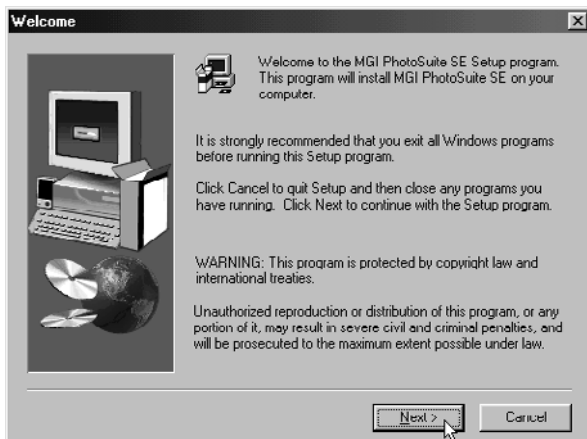 Welcome
Welcome to the MGI PhotoSuite SE Setup program.
This program will install MGI PhotoSuite SE on your
computer.
It is strongly recommended that you exit all Windows programs
before running this Setup program.
Click Cancel to quit Setup and then close any programs you
have running. Click Next to continue with the Setup program.
WARNING: This program is protected by copyright law and
international treaties.
Unauthorized reproduction or distribution of this program, or any
portion of it, may result in severe civil and criminal penalties, and
will be prosecuted to the maximum extent possible under law.
Next >
Cancel